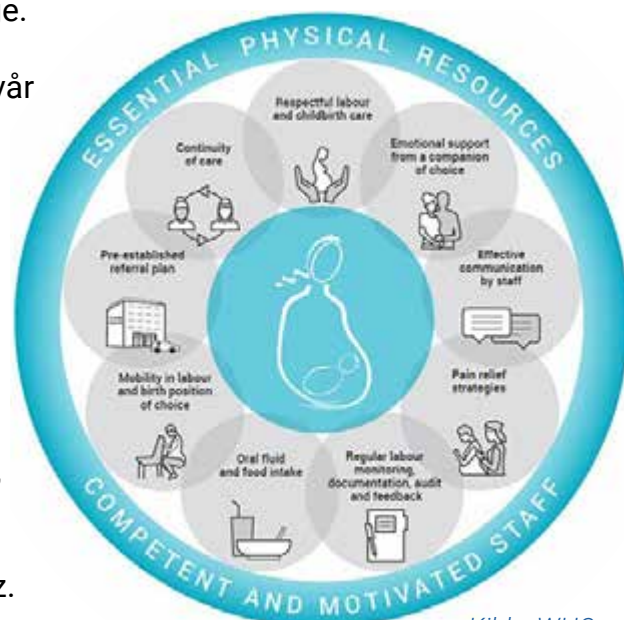 e.
vår
z.
ESSENTIAL PHYSICAL RESOURCES
Respectful labour
and childbirth care
Emotional support
from a companion
of choice
Effective
communication
by staff
Pain relief
strategies
Regular labour
monitoring,
documentation, audit
and feedback
Oral fluid
and food intake
Mobility in labour
and birth position
of choice
Pre-established
referral plan
Continuity
of care
COMPETENT AND MOTIVATED STAFF